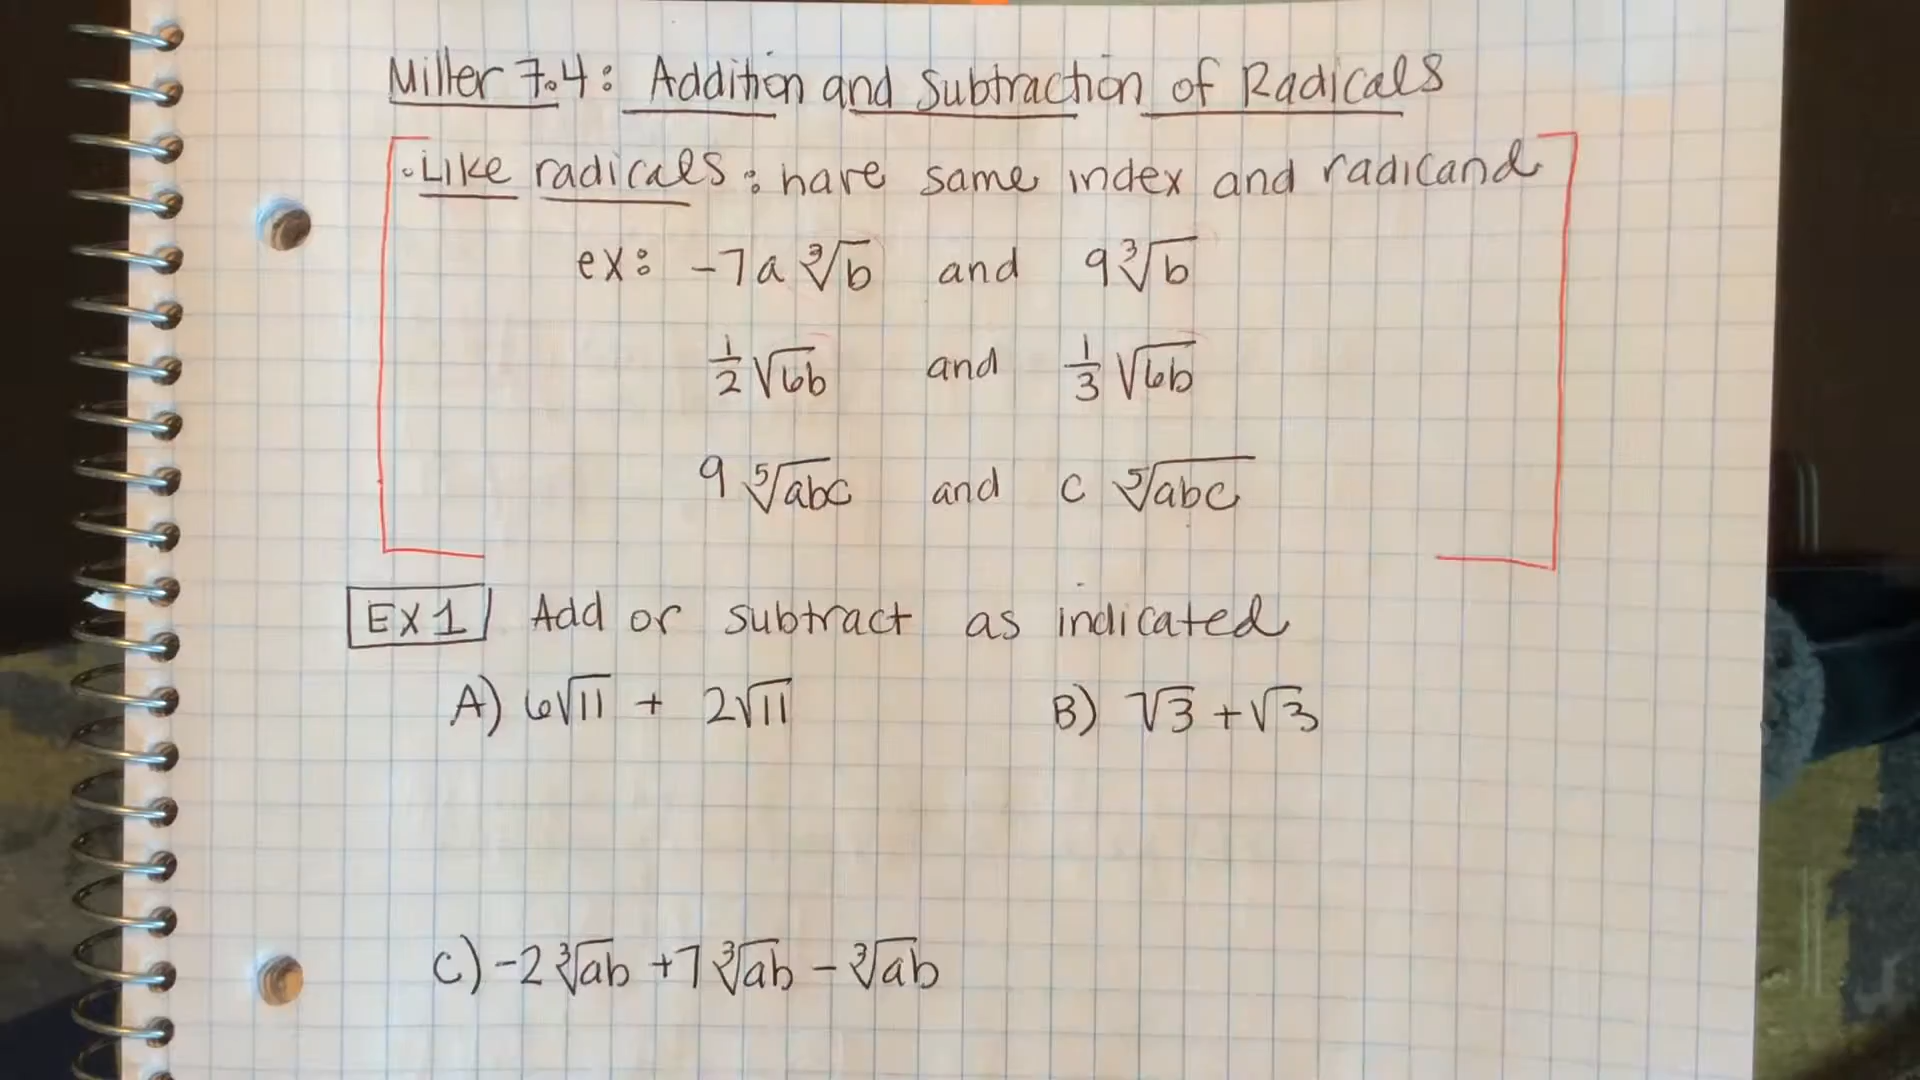 Miller 7.4: Addition and Subtraction of Radicals
· Like radicals: have same index and radicand
ex: -7a ∛b and 9∛b
1/2 √6b and 1/3 √6b
9 ⁵√abc and c ⁵√abc
EX 1 Add or subtract as indicated
A) 6√11 + 2√11 B) √3 + √3
C) -2 ∛ab + 7 ∛ab - ∛ab